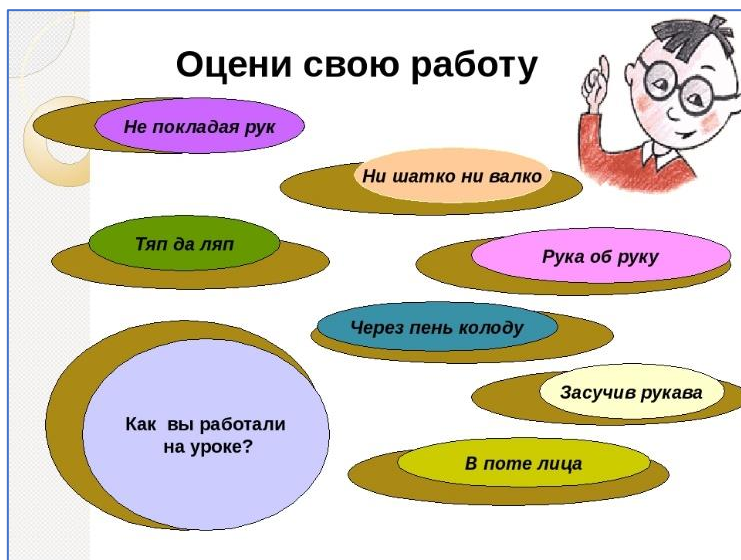 Оцени свою работу
Не покладая рук
Ни шатко ни валко
Тяп да ляп
Рука об руку
Через пень колоду
Засучив рукава
Как вы работали
на уроке?
В поте лица